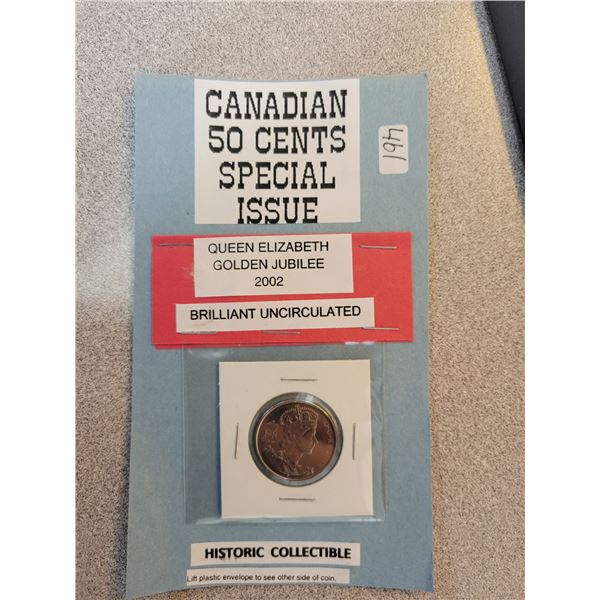 CANADIAN
50 CENTS
SPECIAL
ISSUE
461
QUEEN ELIZABETH
GOLDEN JUBILEE
2002
BRILLIANT UNCIRCULATED
HISTORIC COLLECTIBLE
Lift plastic envelope to see other side of coin.